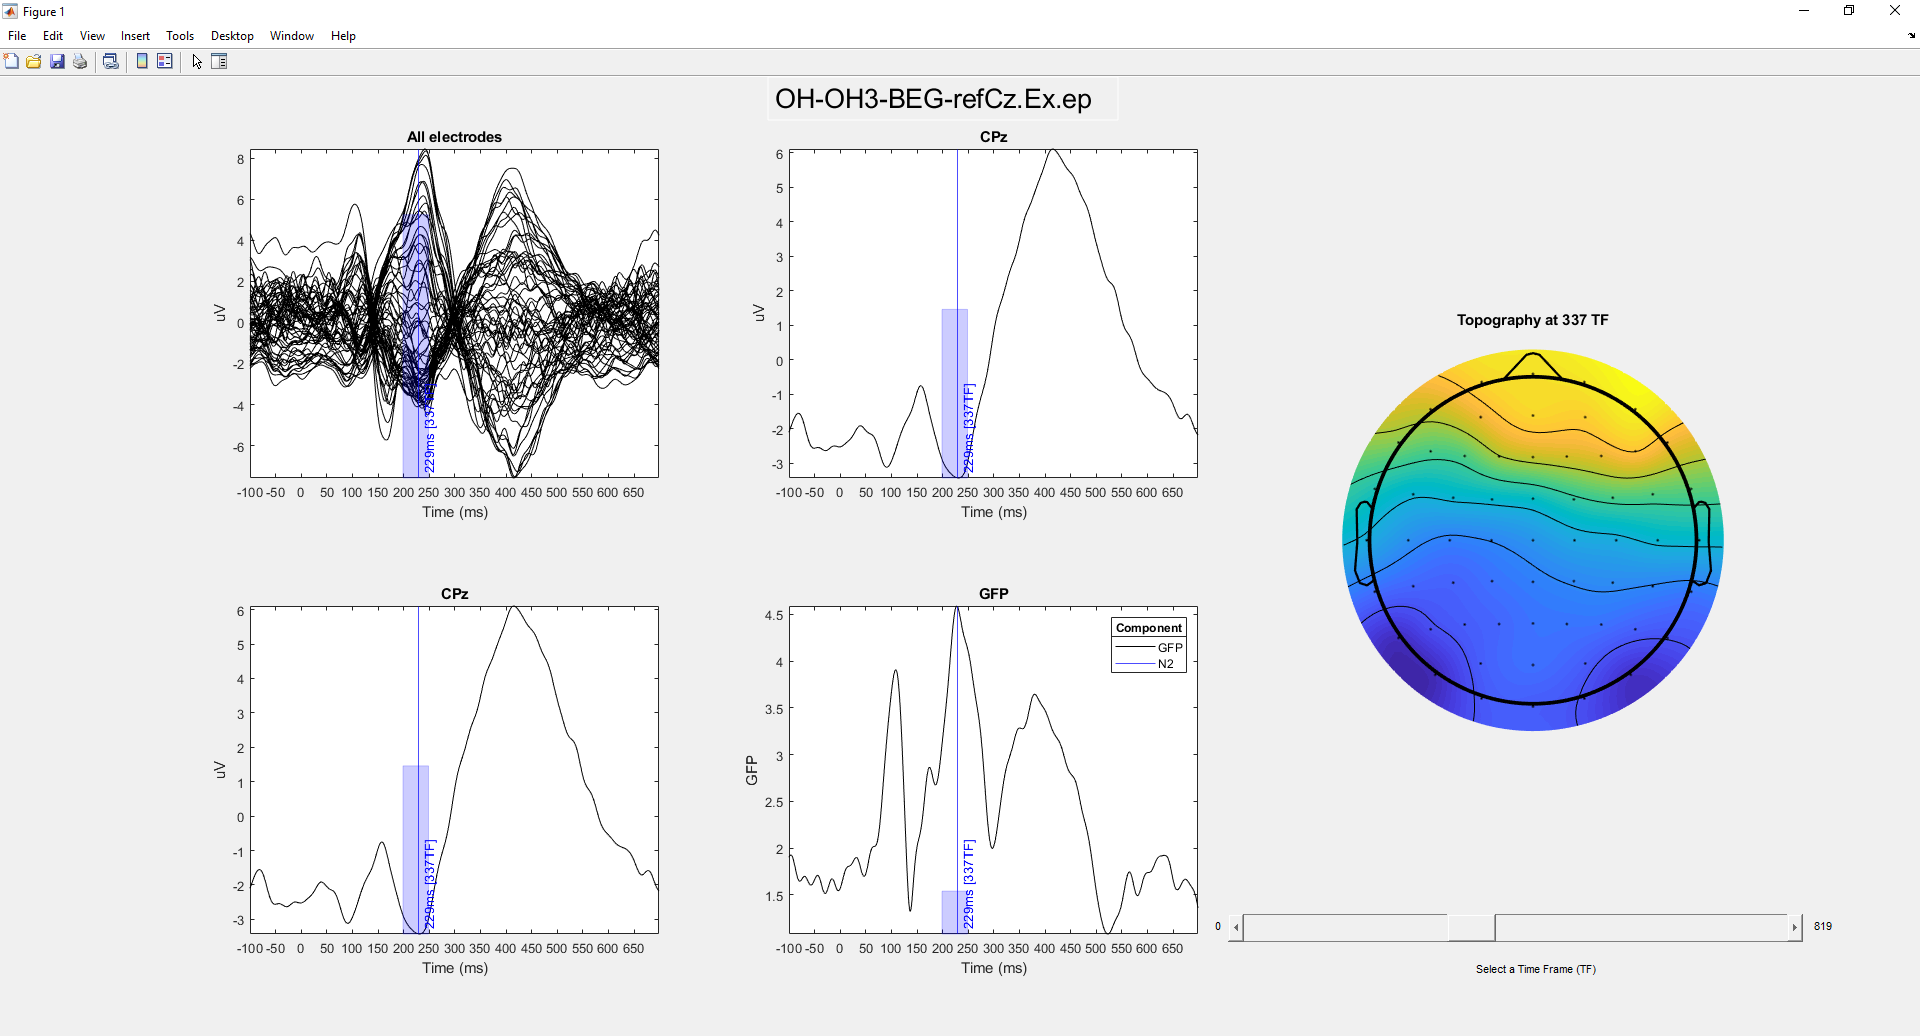 Figure 1
File Edit View Insert Tools Desktop Window Help
OH-OH3-BEG-refCz.Ex.ep
All electrodes
8
6
4
2
0
-2
-4
-6
uV
229ms [337TF]
-100 -50 0 50 100 150 200 250 300 350 400 450 500 550 600 650
Time (ms)
CPz
6
5
4
3
2
1
0
-1
-2
-3
uV
229ms [337TF]
-100 -50 0 50 100 150 200 250 300 350 400 450 500 550 600 650
Time (ms)
Topography at 337 TF
CPz
6
5
4
3
2
1
0
-1
-2
-3
uV
229ms [337TF]
-100 -50 0 50 100 150 200 250 300 350 400 450 500 550 600 650
Time (ms)
GFP
4.5
4
3.5
3
2.5
2
1.5
GFP
Component
GFP
N2
229ms [337TF]
-100 -50 0 50 100 150 200 250 300 350 400 450 500 550 600 650
Time (ms)
0 819
Select a Time Frame (TF)